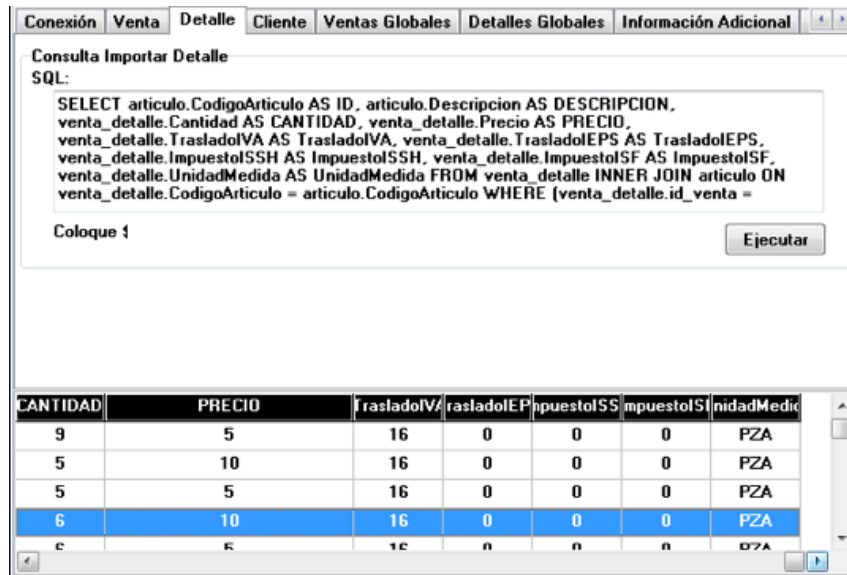 Conexión Venta Detalle Cliente Ventas Globales Detalles Globales Información Adicional
Consulta Importar Detalle
SQL:
SELECT articulo.CodigoArticulo AS ID, articulo.Descripcion AS DESCRIPCION,
venta_detalle.Cantidad AS CANTIDAD, venta_detalle.Precio AS PRECIO,
venta_detalle.TrasladoIVA AS TrasladoIVA, venta_detalle.TrasladoIEPS AS TrasladoIEPS,
venta_detalle.ImpuestoISSH AS ImpuestoISSH, venta_detalle.ImpuestoISF AS ImpuestoISF,
venta_detalle.UnidadMedida AS UnidadMedida FROM venta_detalle INNER JOIN articulo ON
venta_detalle.CodigoArticulo = articulo.CodigoArticulo WHERE (venta_detalle.id_venta =
Coloque
Ejecutar
CANTIDAD PRECIO TrasladoIV rasladoIEP npuestoISS mpuestoISI nidadMedic
9 5 16 0 0 0 PZA
5 10 16 0 0 0 PZA
5 5 16 0 0 0 PZA
6 10 16 0 0 0 PZA